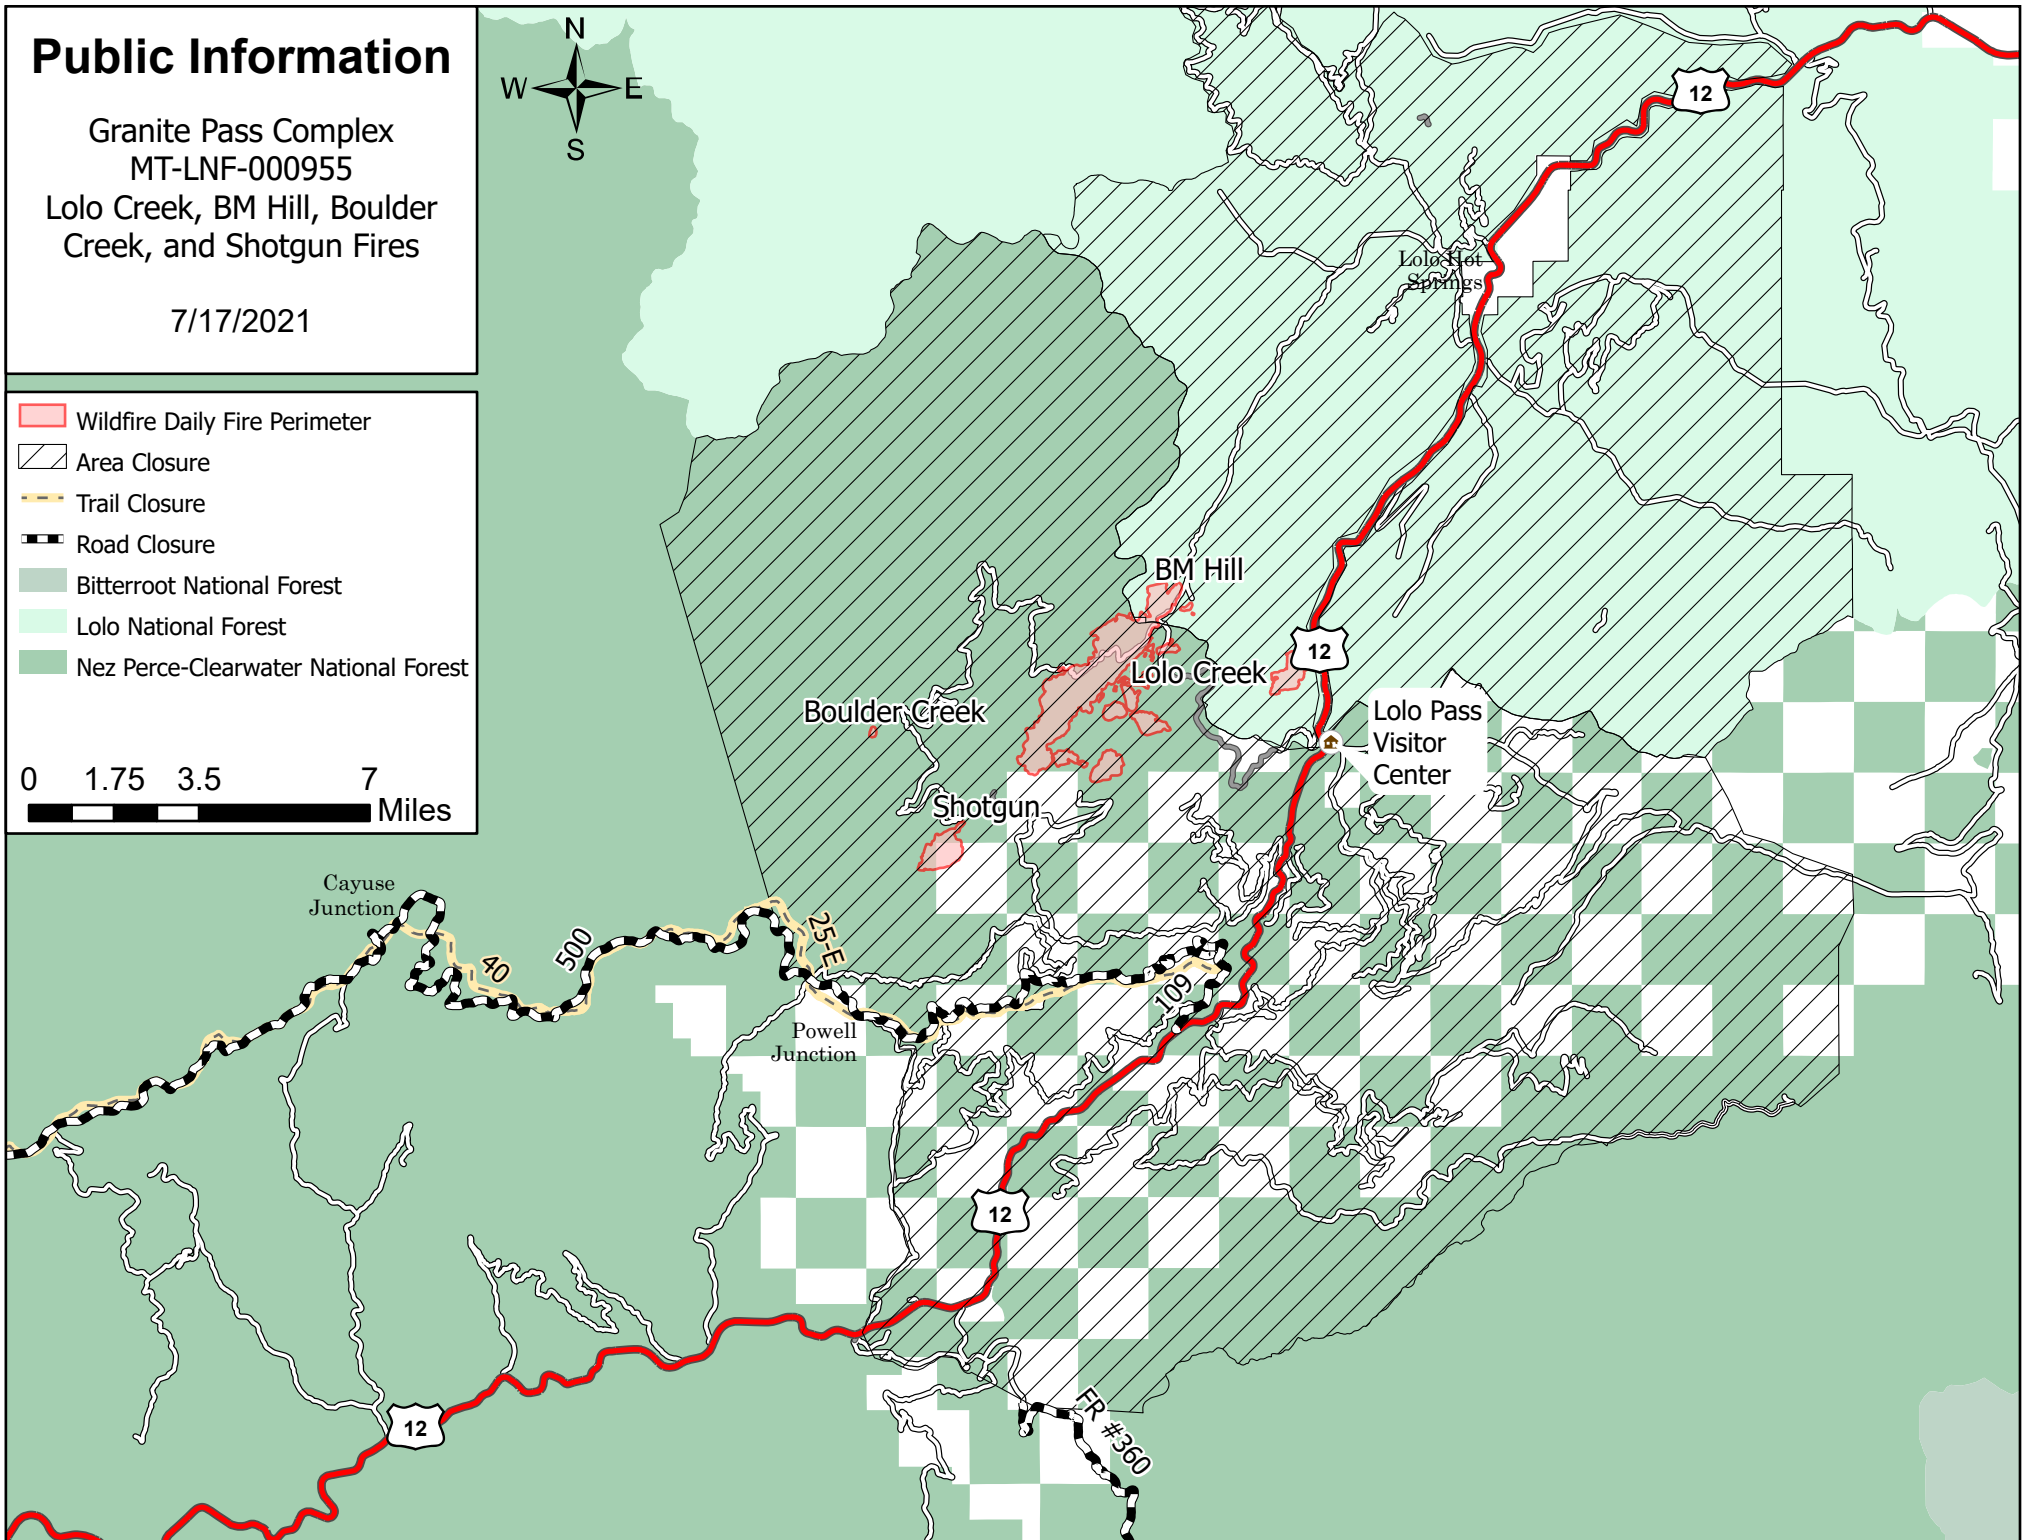 Public Information
Granite Pass Complex
MT-LNF-000955
Lolo Creek, BM Hill, Boulder
Creek, and Shotgun Fires
7/17/2021
N
W
E
S
Wildfire Daily Fire Perimeter
Area Closure
Trail Closure
Road Closure
Bitterroot National Forest
Lolo National Forest
Nez Perce-Clearwater National Forest
0 1.75 3.5 7
Miles
12
Lolo Hot
Springs
BM Hill
12
Lolo Creek
Boulder Creek
Lolo Pass
Visitor
Center
Shotgun
Cayuse
Junction
25-E
500
40
109
Powell
Junction
12
FR #360
12